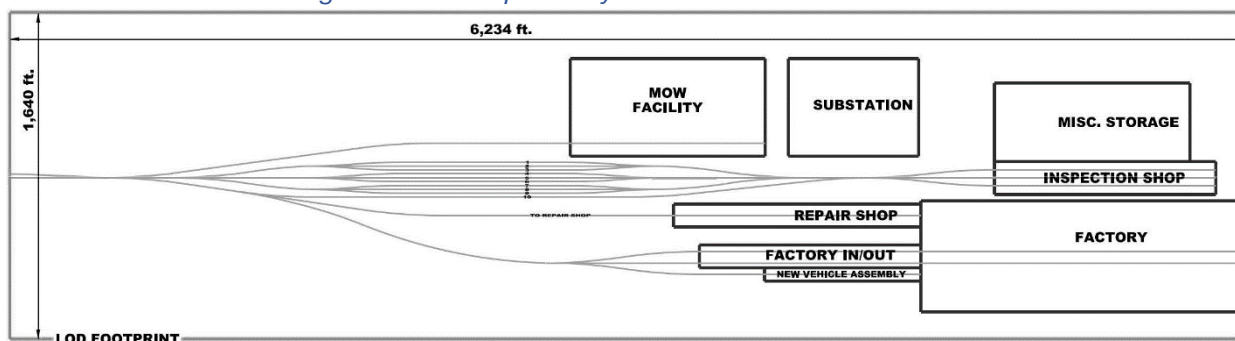 6,234 ft.
1,640 ft.
MOW
FACILITY
SUBSTATION
MISC. STORAGE
INSPECTION SHOP
TO REPAIR SHOP
REPAIR SHOP
FACTORY
FACTORY IN/OUT
NEW VEHICLE ASSEMBLY
LOD FOOTPRINT